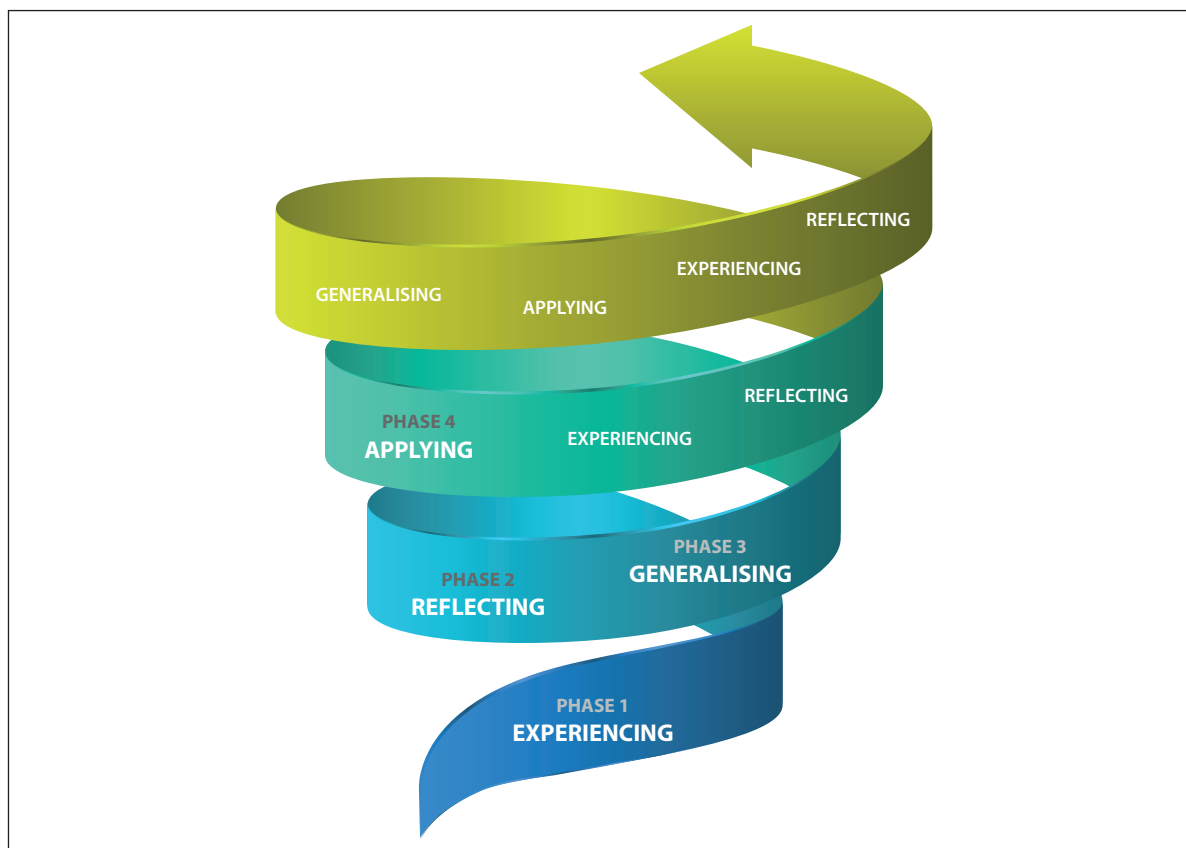 REFLECTING
EXPERIENCING
GENERALISING
APPLYING
REFLECTING
PHASE 4
APPLYING
EXPERIENCING
PHASE 3
GENERALISING
PHASE 2
REFLECTING
PHASE 1
EXPERIENCING